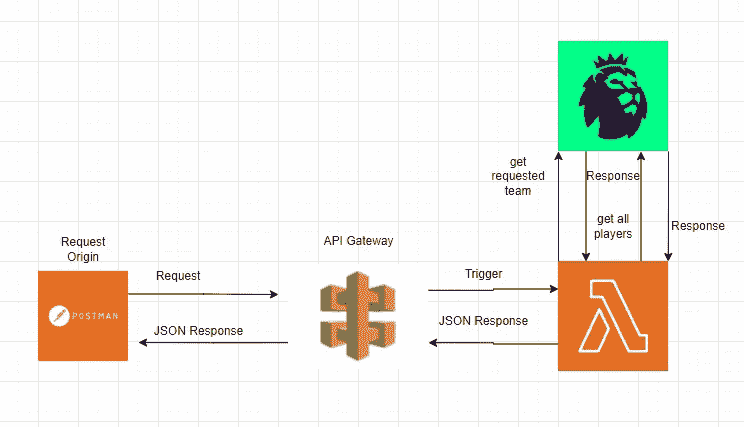 get
requested
team
Response
get all
players
Response
Request
Origin
API Gateway
Request
Trigger
POSTMAN
JSON Response
JSON Response